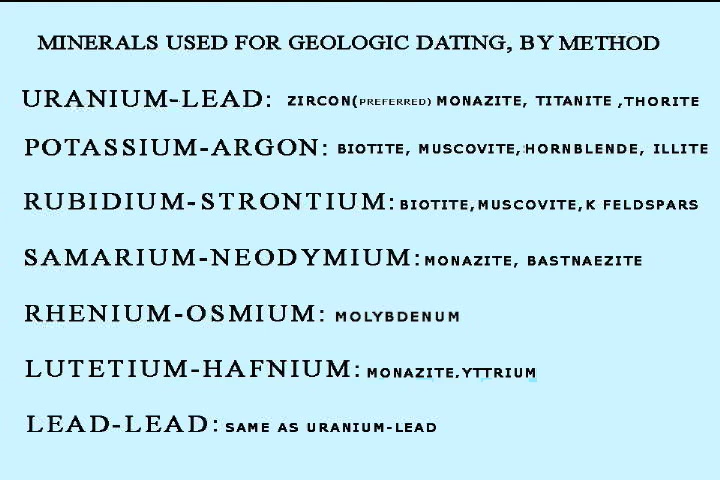 MINERALS USED FOR GEOLOGIC DATING, BY METHOD
URANIUM-LEAD: ZIRCON(PREFERRED) MONAZITE, TITANITE ,THORITE
POTASSIUM-ARGON: BIOTITE, MUSCOVITE, HORNBLENDE, ILLITE
RUBIDIUM-STRONTIUM: BIOTITE, MUSCOVITE, K FELDSPARS
SAMARIUM-NEODYMIUM: MONAZITE, BASTNAEZITE
RHENIUM-OSMIUM: MOLYBDENUM
LUTETIUM-HAFNIUM: MONAZITE, YTTRIUM
LEAD-LEAD: SAME AS URANIUM-LEAD